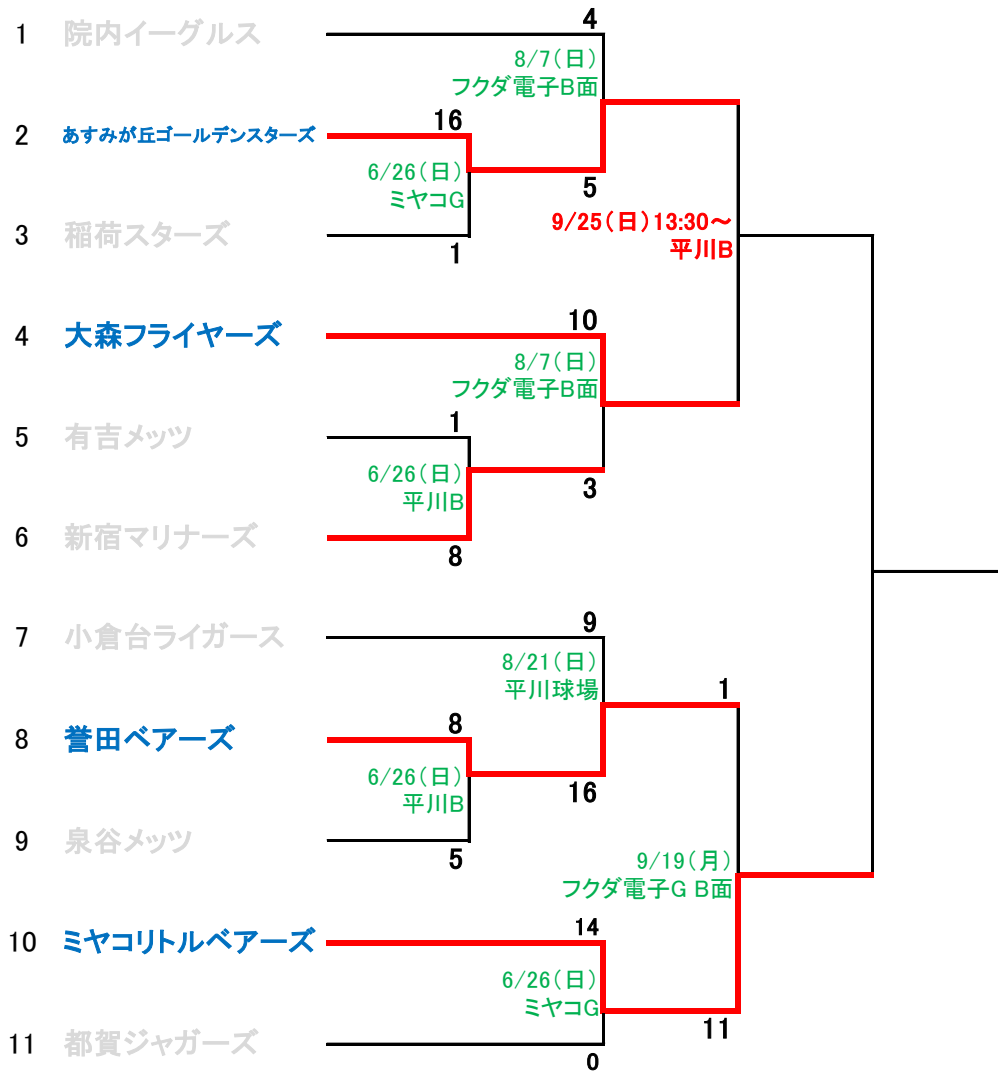 1 院内イーグルス 4
8/7(日)
フクダ電子B面
2 あすみが丘ゴールデンスターズ 16
6/26(日)
ミヤコG
5
9/25(日)13:30～
平川B
3 稲荷スターズ 1
4 大森フライヤーズ 10
8/7(日)
フクダ電子B面
5 有吉メッツ 1
6/26(日)
平川B
3
6 新宿マリナーズ 8
7 小倉台ライガース 9
8/21(日)
平川球場
1
8 誉田ベアーズ 8
6/26(日)
平川B
16
9 泉谷メッツ 5
9/19(月)
フクダ電子G B面
10 ミヤコリトルベアーズ 14
6/26(日)
ミヤコG
11
11 都賀ジャガーズ 0